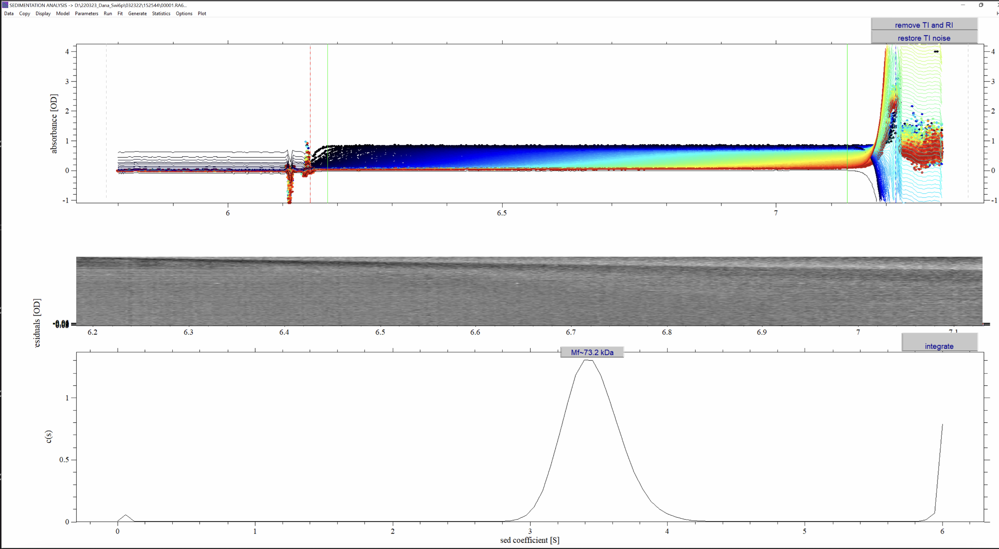 SEDIMENTATION ANALYSIS -> D:\220323_Dana_Swi6p\032322\152544\00001.RA6...
Data Copy Display Model Parameters Run Fit Generate Statistics Options Plot
remove TI and RI
restore TI noise
4
3
2
1
0
-1
absorbance [OD]
4
3
2
1
0
-1
6 6.5 7
esiduals [OD]
6.2 6.3 6.4 6.5 6.6 6.7 6.8 6.9 7 7.1
integrate
Mf~73.2 kDa
1
0.5
0
c(s)
0 1 2 3 4 5 6
sed coefficient [S]